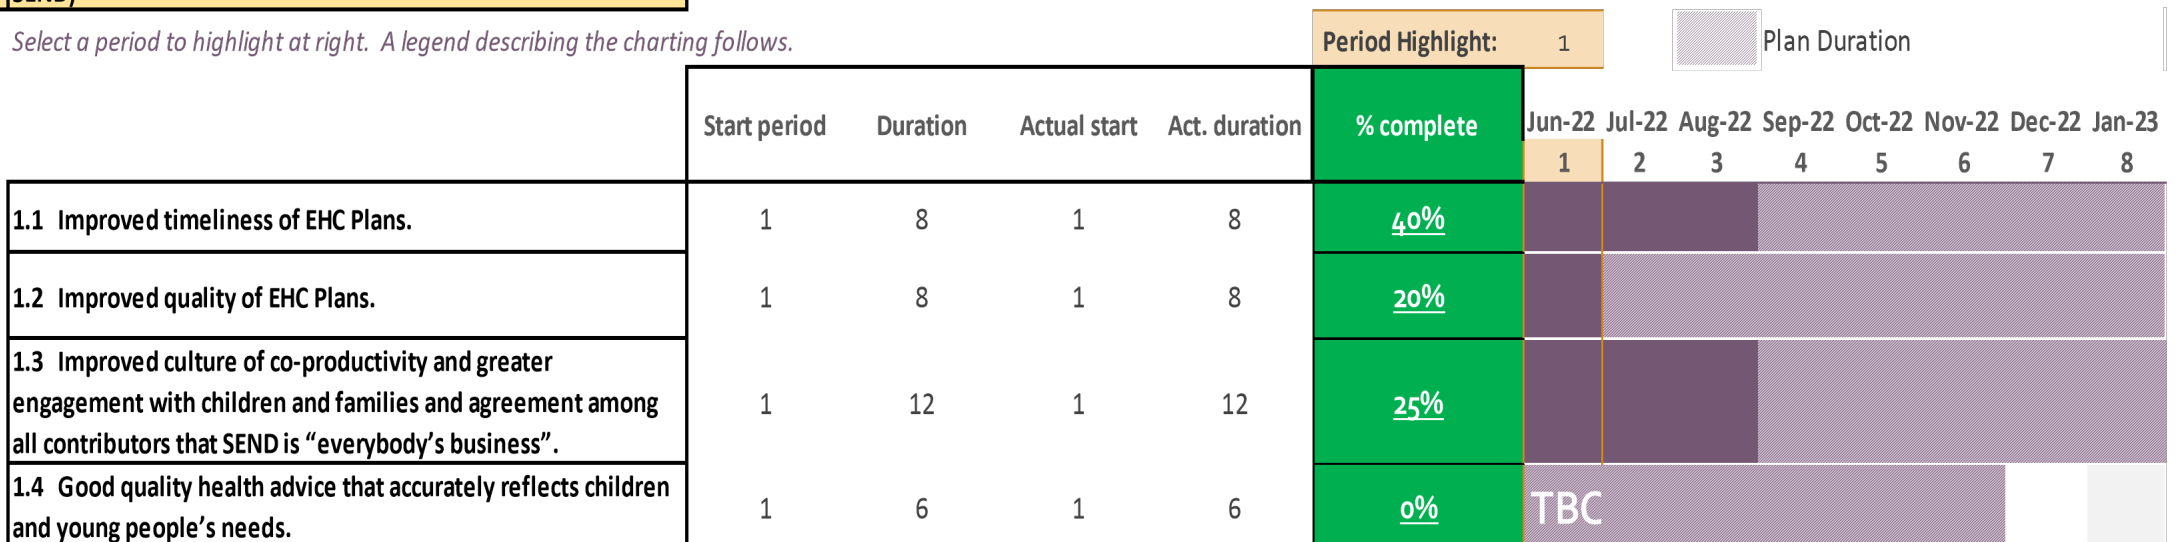 SEND)
Select a period to highlight at right. A legend describing the charting follows.
Period Highlight: 1
Plan Duration
Start period Duration Actual start Act. duration % complete
Jun-22 Jul-22 Aug-22 Sep-22 Oct-22 Nov-22 Dec-22 Jan-23
1 2 3 4 5 6 7 8
1.1 Improved timeliness of EHC Plans. 1 8 1 8 40%
1.2 Improved quality of EHC Plans. 1 8 1 8 20%
1.3 Improved culture of co-productivity and greater
engagement with children and families and agreement among
all contributors that SEND is “everybody’s business”.
1 12 1 12 25%
1.4 Good quality health advice that accurately reflects children
and young people’s needs.
1 6 1 6 0% TBC